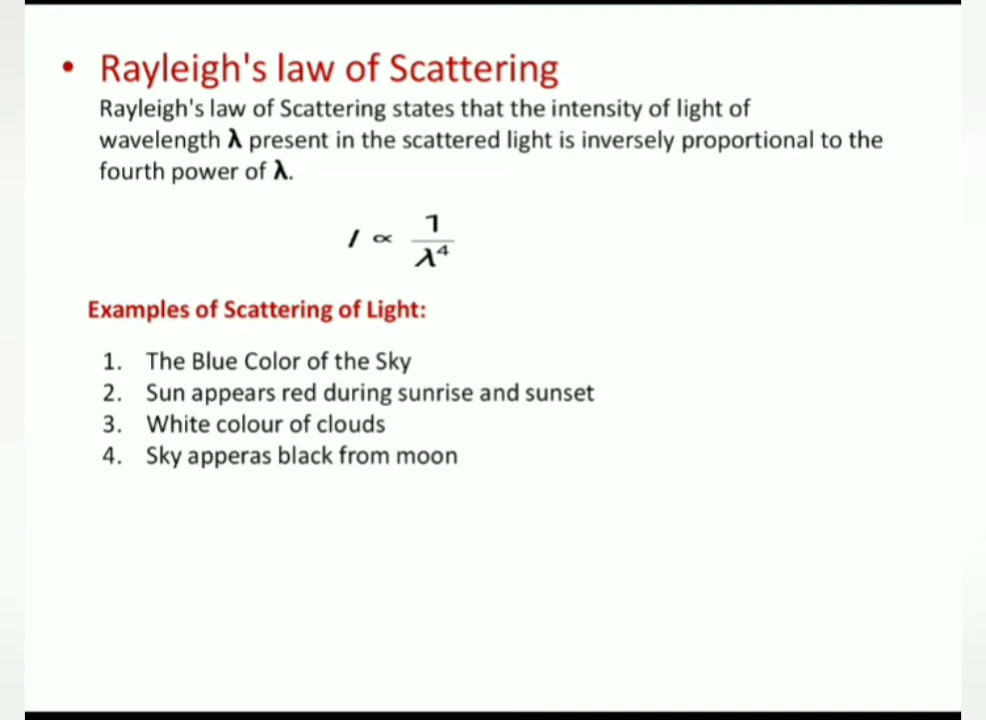 • Rayleigh's law of Scattering
Rayleigh's law of Scattering states that the intensity of light of
wavelength λ present in the scattered light is inversely proportional to the
fourth power of λ.
I ∝ 1/λ⁴
Examples of Scattering of Light:
1. The Blue Color of the Sky
2. Sun appears red during sunrise and sunset
3. White colour of clouds
4. Sky apperas black from moon